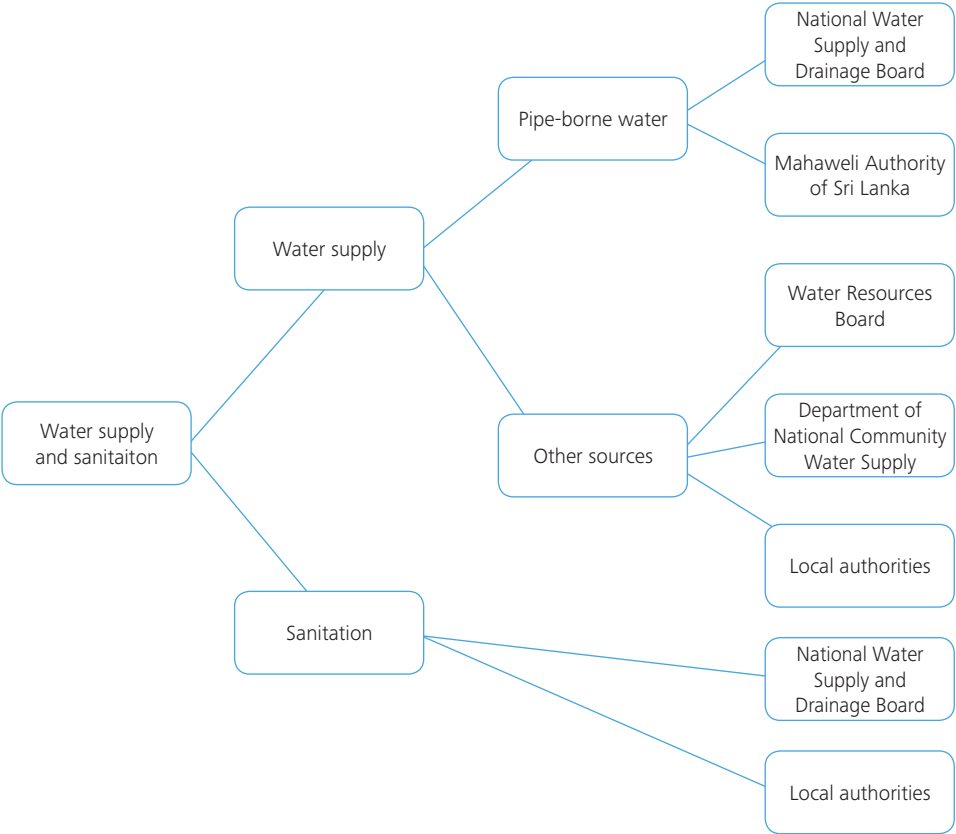 National Water
Supply and
Drainage Board
Pipe-borne water
Mahaweli Authority
of Sri Lanka
Water supply
Water Resources
Board
Department of
National Community
Water Supply
Other sources
Water supply
and sanitaiton
Local authorities
Sanitation
National Water
Supply and
Drainage Board
Local authorities